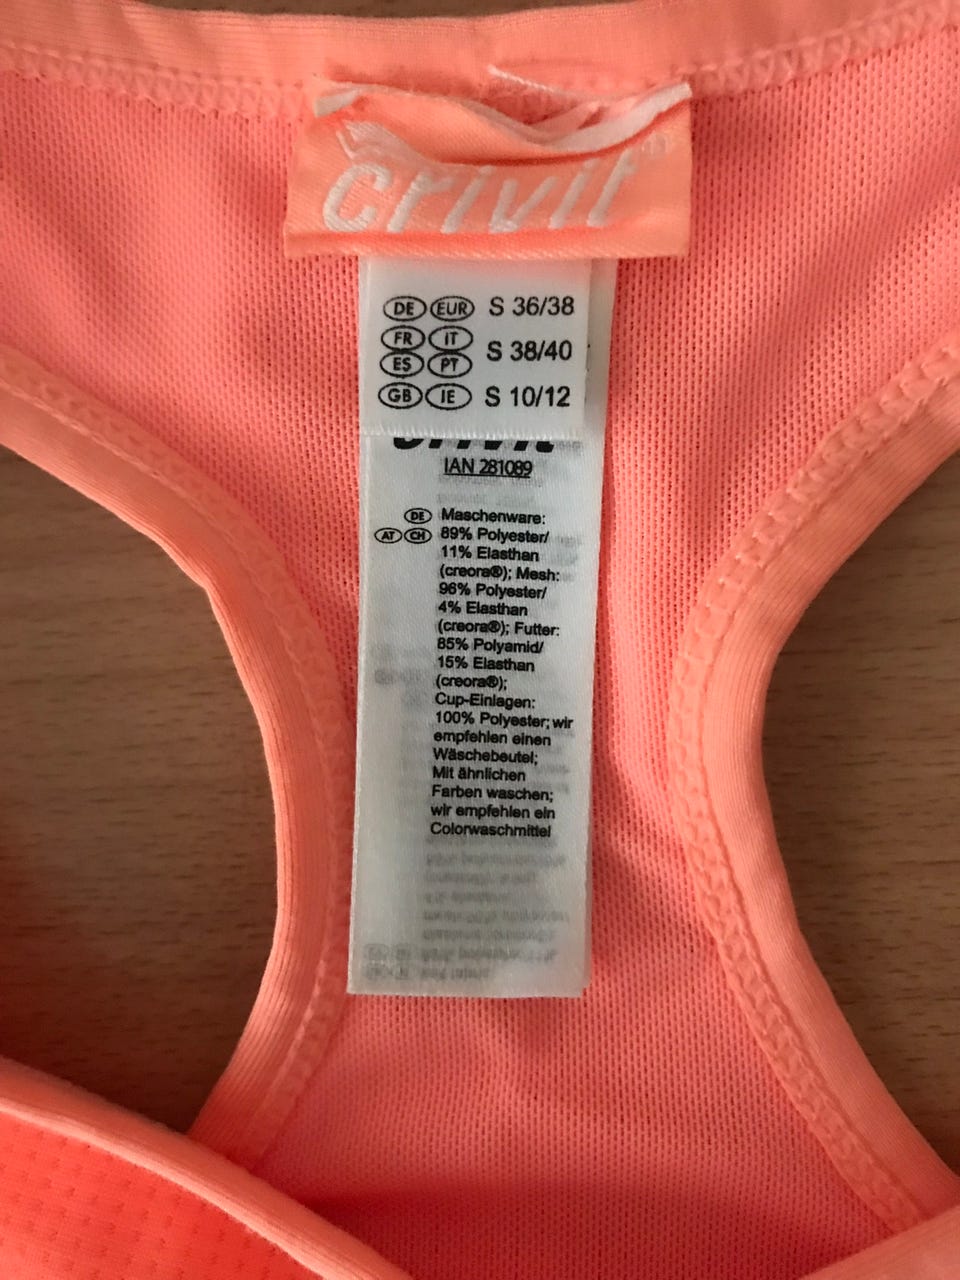 crivit
DE EUR S 36/38
FR IT
S 38/40
ES PT
GB IE S 10/12
crivit
IAN 281089
DE Maschenware:
AT CH 89% Polyester/
11% Elasthan
(creora®); Mesh:
96% Polyester/
4% Elasthan
(creora®); Futter:
85% Polyamid/
15% Elasthan
(creora®);
Cup-Einlagen:
100% Polyester; wir
empfehlen einen
Wäschebeutel;
Mit ähnlichen
Farben waschen;
wir empfehlen ein
Colorwaschmittel